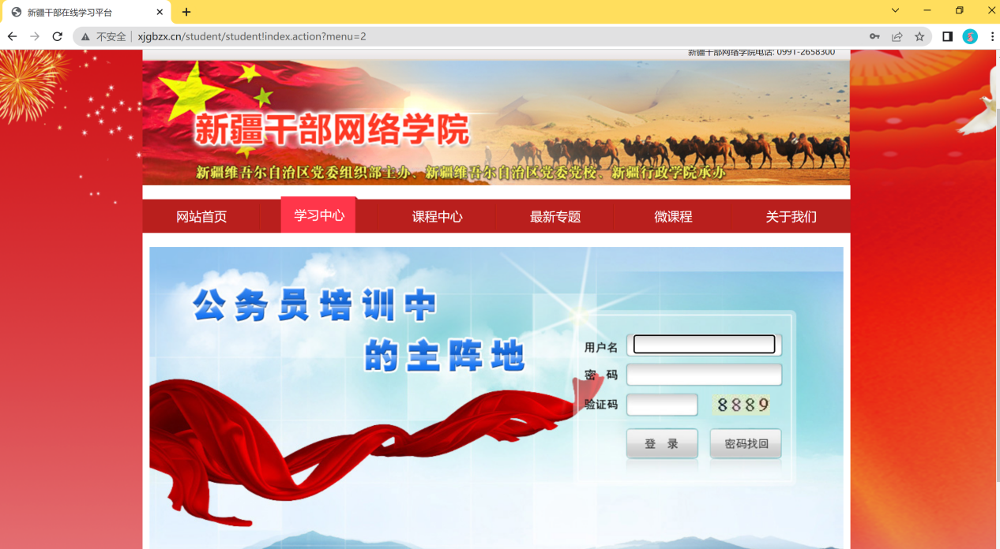 新疆干部在线学习平台
不安全 xjgbzx.cn/student/student!index.action?menu=2
新疆干部网络学院电话: 0991-2658300
新疆干部网络学院
新疆维吾尔自治区党委组织部主办、新疆维吾尔自治区党委党校、新疆行政学院承办
网站首页 学习中心 课程中心 最新专题 微课程 关于我们
公务员培训中
的主阵地
用户名
密 码
验证码 8889
登 录 密码找回